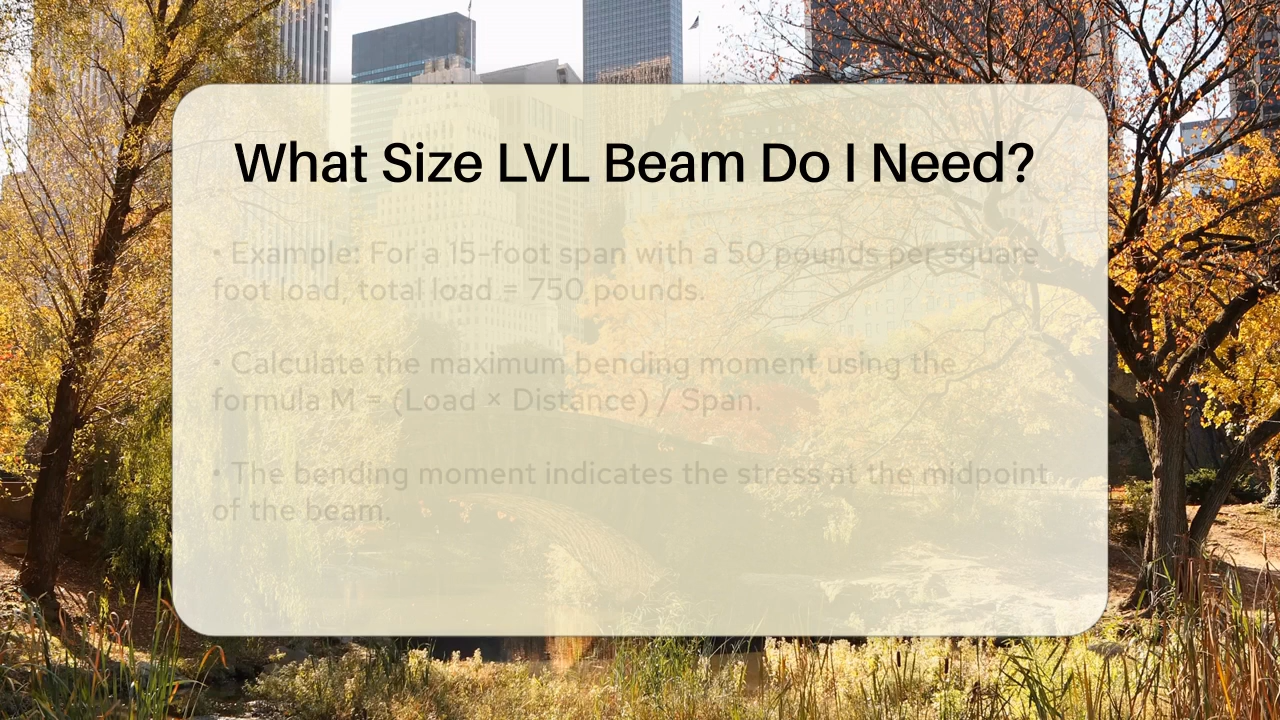 What Size LVL Beam Do I Need?
• Example: For a 15-foot span with a 50 pounds per square
foot load, total load = 750 pounds.
• Calculate the maximum bending moment using the
formula M = (Load × Distance) / Span.
• The bending moment indicates the stress at the midpoint
of the beam.